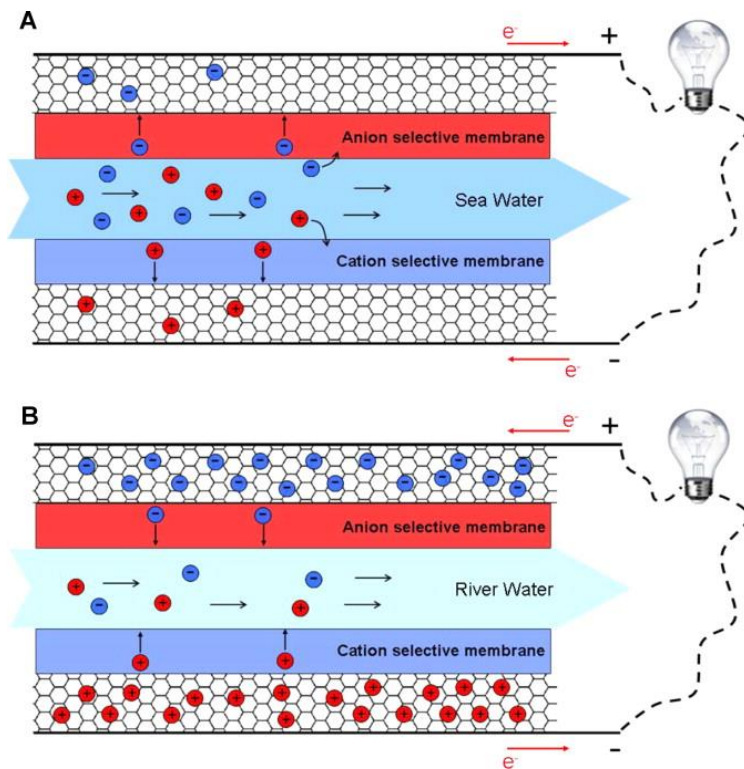 A
e⁻
+
Anion selective membrane
Sea Water
Cation selective membrane
-
e⁻
B
e⁻
+
Anion selective membrane
River Water
Cation selective membrane
-
e⁻